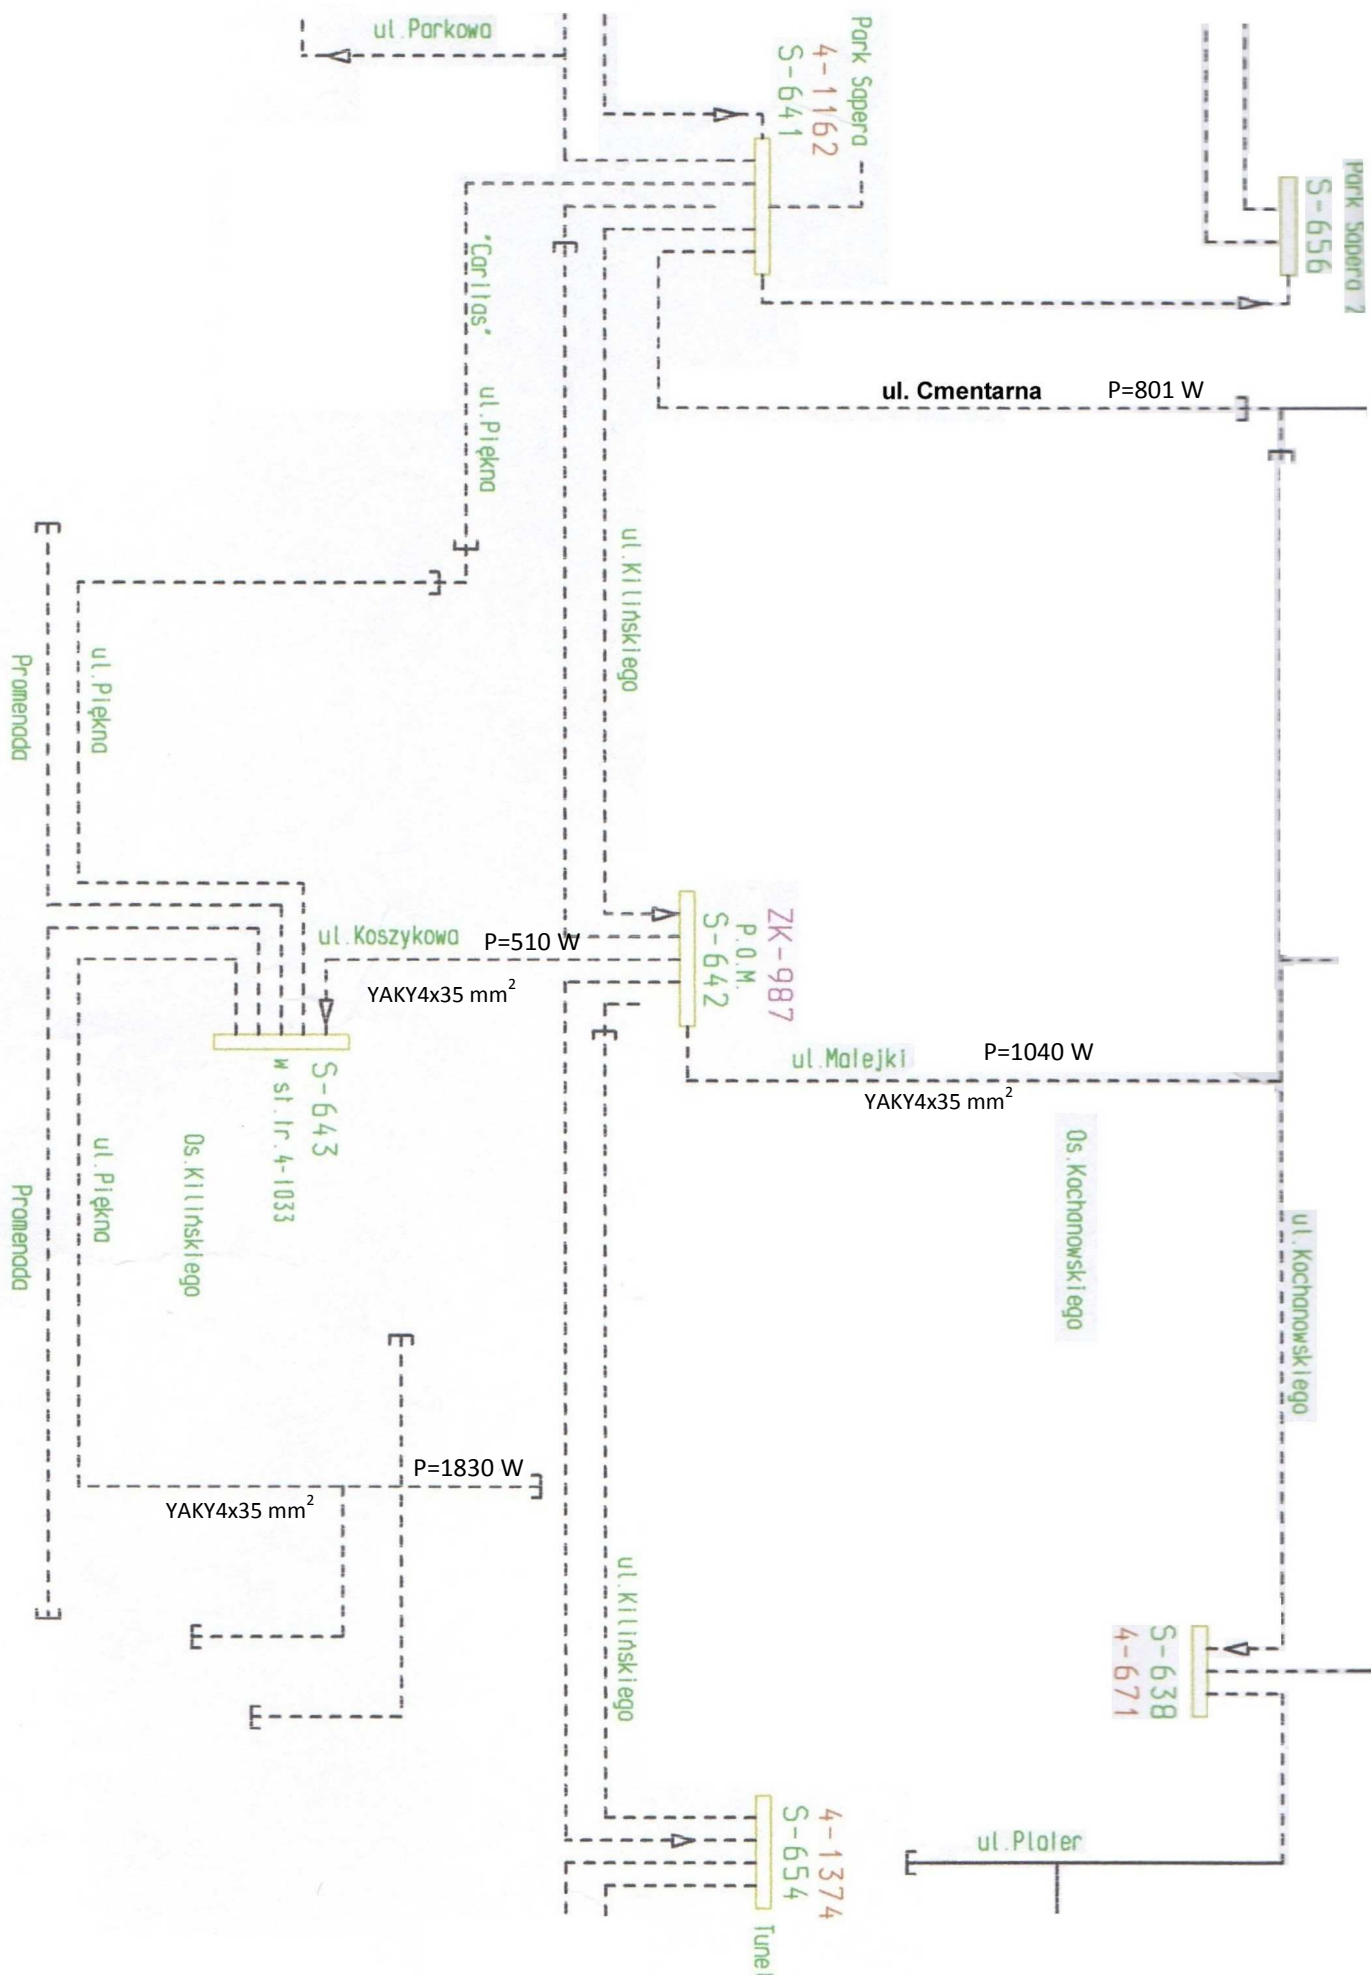 ul.Parkowa
Park Sapera
4-1162
S-641
Park Sapera 2
S-656
"Caritas"
ul.Piękna
ul. Cmentarna P=801 W
ul.Kilińskiego
Promenada
ul.Piękna
ul.Koszykowa P=510 W
YAKY4x35 mm²
ZK-987
P.O.M.
S-642
ul.Matejki P=1040 W
YAKY4x35 mm²
S-643
w st.tr.4-1033
Os.Kilińskiego
ul.Piękna
Promenada
Os.Kochanowskiego
ul.Kochanowskiego
P=1830 W
YAKY4x35 mm²
ul.Kilińskiego
S-638
4-671
ul.Plater
4-1374
S-654
Tunel